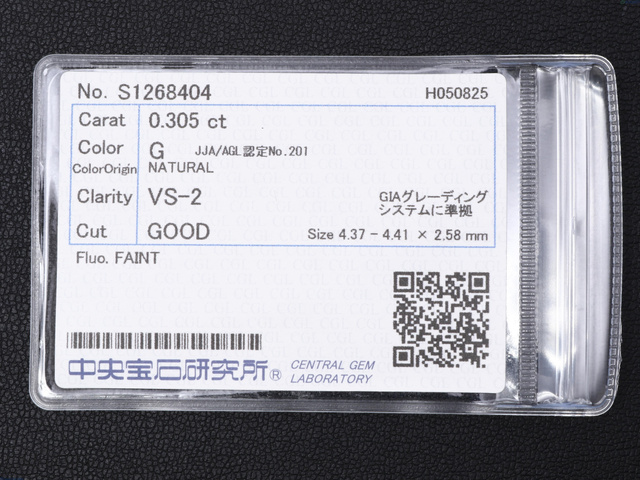 No. S1268404 H050825
Carat 0.305 ct
Color G JJA/AGL認定No.201
ColorOrigin NATURAL
Clarity VS-2 GIAグレーディング
システムに準拠
Cut GOOD Size 4.37 - 4.41 × 2.58 mm
Fluo. FAINT
中央宝石研究所® CENTRAL GEM
LABORATORY